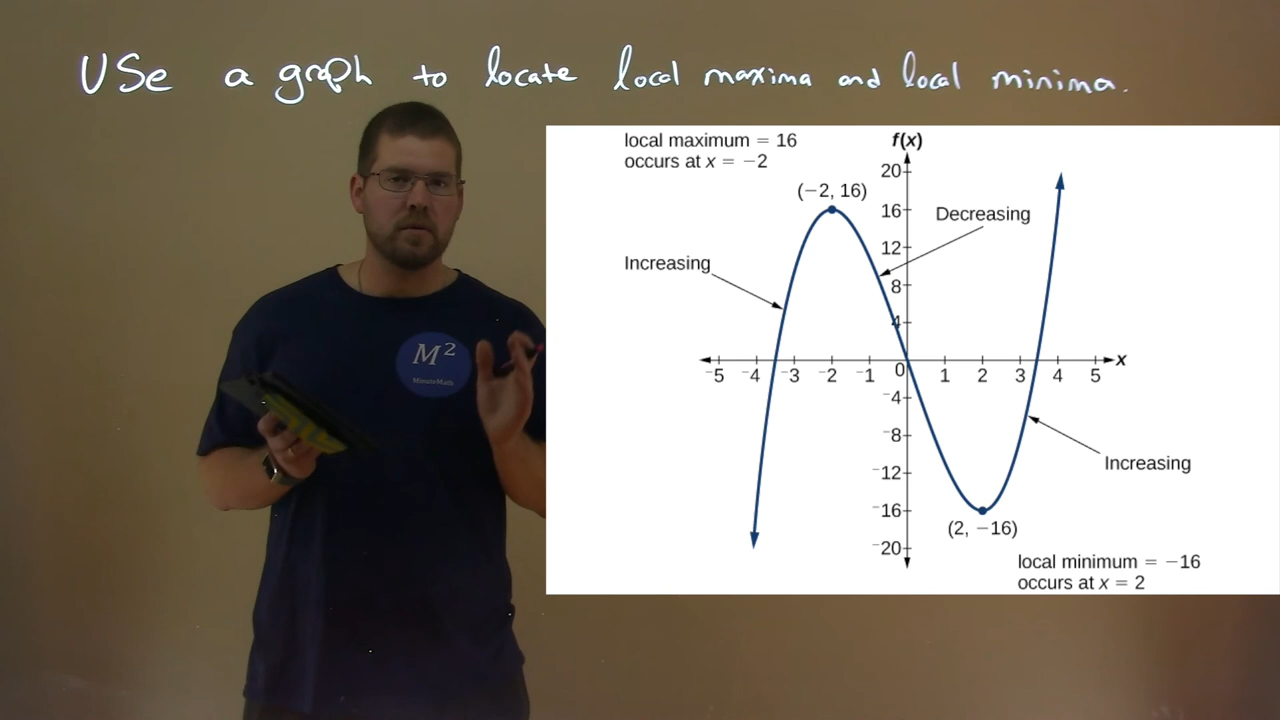 USe a graph to locate local maxima and local minima.
local maximum = 16
occurs at x = −2
f(x)
20
(−2, 16)
16
Decreasing
12
Increasing
8
4
x
−5 −4 −3 −2 −1 0 1 2 3 4 5
−4
−8
Increasing
−12
−16
(2, −16)
−20
local minimum = −16
occurs at x = 2
M²
MinuteMath